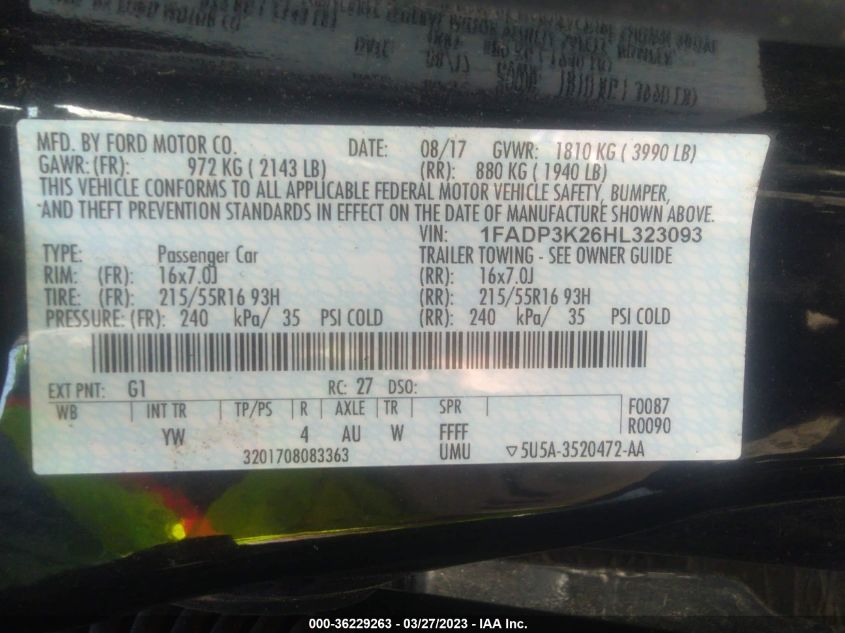 MFD. BY FORD MOTOR CO. DATE: 08/17 GVWR: 1810 KG ( 3990 LB)
GAWR: (FR): 972 KG ( 2143 LB) (RR): 880 KG ( 1940 LB)
THIS VEHICLE CONFORMS TO ALL APPLICABLE FEDERAL MOTOR VEHICLE SAFETY, BUMPER,
AND THEFT PREVENTION STANDARDS IN EFFECT ON THE DATE OF MANUFACTURE SHOWN ABOVE.
VIN: 1FADP3K26HL323093
TYPE: Passenger Car TRAILER TOWING - SEE OWNER GUIDE
RIM: (FR): 16x7.0J (RR): 16x7.0J
TIRE: (FR): 215/55R16 93H (RR): 215/55R16 93H
PRESSURE: (FR): 240 kPa/ 35 PSI COLD (RR): 240 kPa/ 35 PSI COLD
EXT PNT: G1 RC: 27 DSO:
WB INT TR TP/PS R AXLE TR SPR F0087
YW 4 AU W FFFF R0090
3201708083363 UMU ▽5U5A-3520472-AA
000-36229263 - 03/27/2023 - IAA Inc.